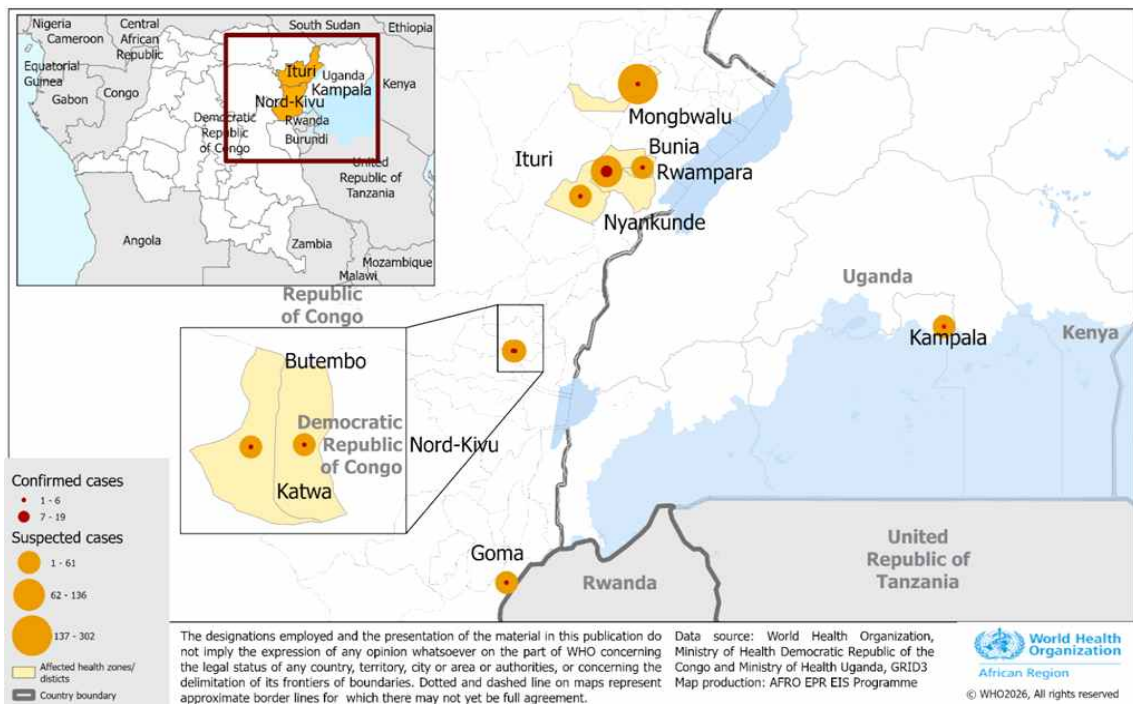 Nigeria
Cameroon
Central
African
Republic
South Sudan
Ethiopia
Equatorial
Guinea
Gabon
Congo
Ituri
Uganda
Kampala
Kenya
Nord-Kivu
Rwanda
Burundi
Democratic
Republic
of Congo
United
Republic of
Tanzania
Angola
Zambia
Malawi
Mozambique
Mongbwalu
Bunia
Ituri
Rwampara
Nyankunde
Uganda
Kampala
Kenya
Republic
of Congo
Butembo
Democratic
Republic
of Congo
Nord-Kivu
Katwa
Goma
Rwanda
United
Republic of
Tanzania
Confirmed cases
1 - 6
7 - 19
Suspected cases
1 - 61
62 - 136
137 - 302
Affected health zones/
disticts
Country boundary
The designations employed and the presentation of the material in this publication do
not imply the expression of any opinion whatsoever on the part of WHO concerning
the legal status of any country, territory, city or area or authorities, or concerning the
delimitation of its frontiers of boundaries. Dotted and dashed line on maps represent
approximate border lines for which there may not yet be full agreement.
Data source: World Health Organization,
Ministry of Health Democratic Republic of the
Congo and Ministry of Health Uganda, GRID3
Map production: AFRO EPR EIS Programme
World Health
Organization
African Region
© WHO2026, All rights reserved